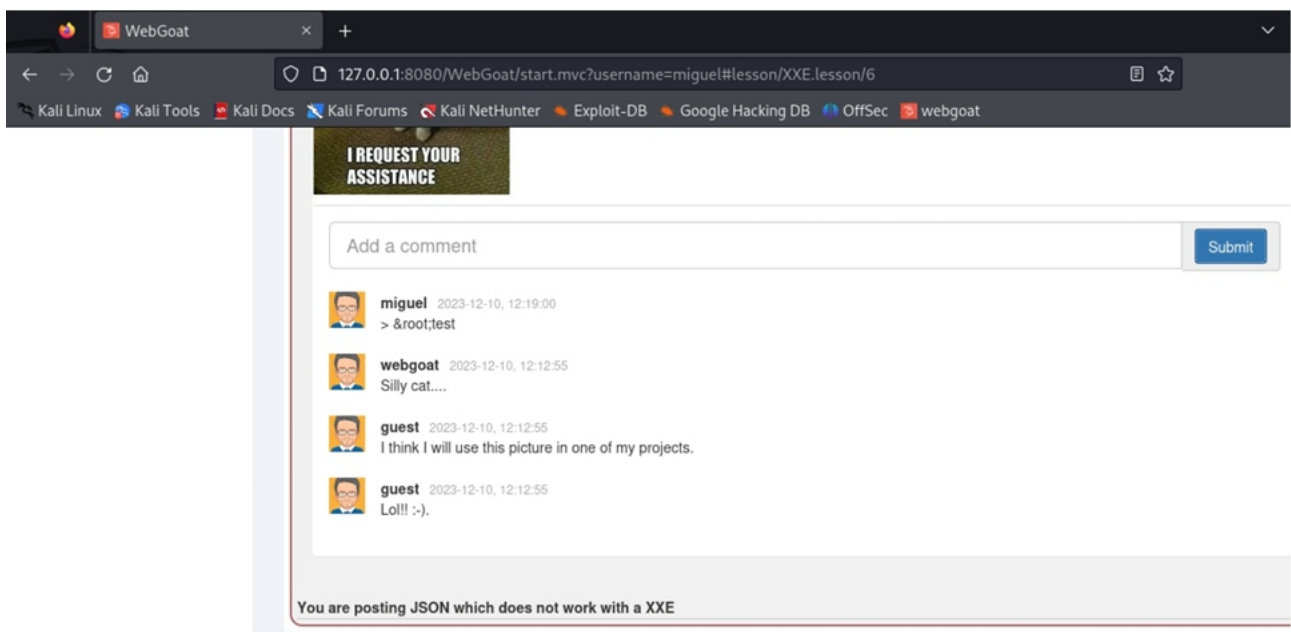 WebGoat
127.0.0.1:8080/WebGoat/start.mvc?username=miguel#lesson/XXE.lesson/6
Kali Linux Kali Tools Kali Docs Kali Forums Kali NetHunter Exploit-DB Google Hacking DB OffSec webgoat
I REQUEST YOUR
ASSISTANCE
Add a comment Submit
miguel 2023-12-10, 12:19:00
> &root;test
webgoat 2023-12-10, 12:12:55
Silly cat....
guest 2023-12-10, 12:12:55
I think I will use this picture in one of my projects.
guest 2023-12-10, 12:12:55
Lol!! :-).
You are posting JSON which does not work with a XXE